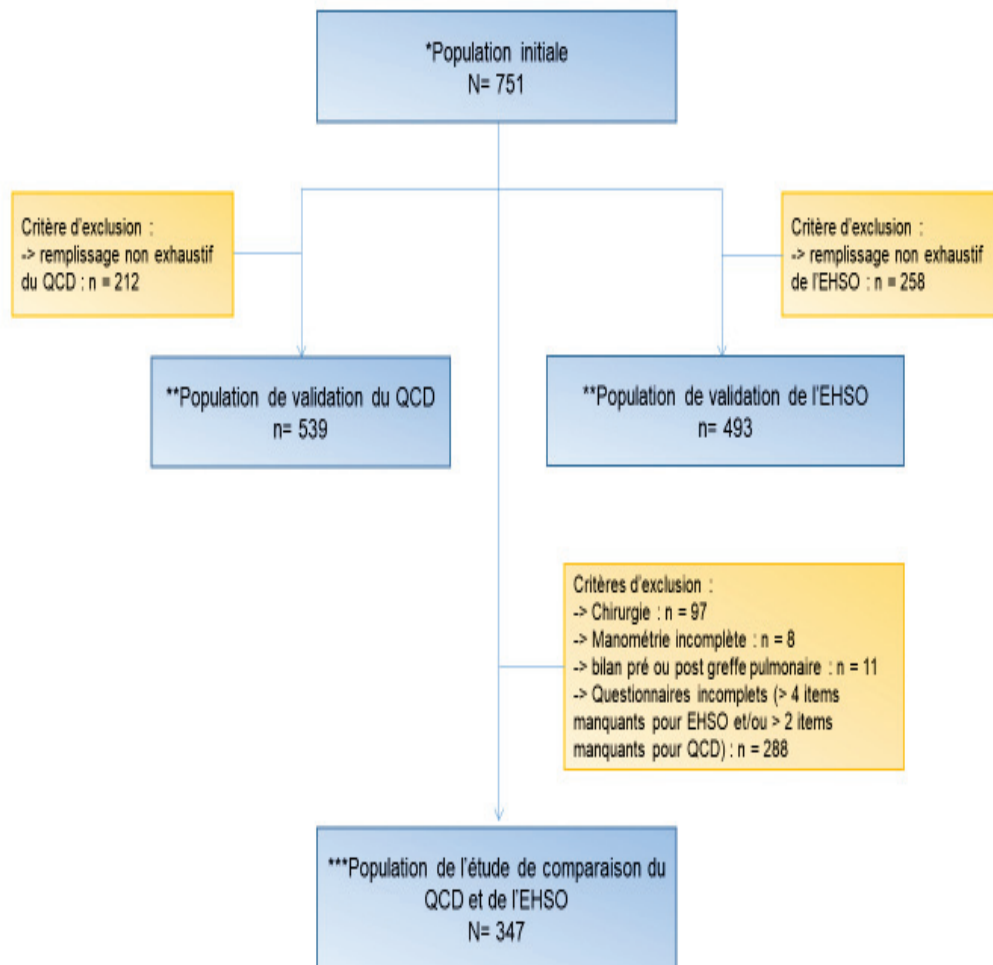 *Population initiale
N= 751
Critère d'exclusion :
-> remplissage non exhaustif
du QCD : n = 212
Critère d'exclusion :
-> remplissage non exhaustif
de l'EHSO : n = 258
**Population de validation du QCD
n= 539
**Population de validation de l'EHSO
n= 493
Critères d'exclusion :
-> Chirurgie : n = 97
-> Manométrie incomplète : n = 8
-> bilan pré ou post greffe pulmonaire : n = 11
-> Questionnaires incomplets (> 4 items
manquants pour EHSO et/ou > 2 items
manquants pour QCD) : n = 288
***Population de l'étude de comparaison du
QCD et de l'EHSO
N= 347